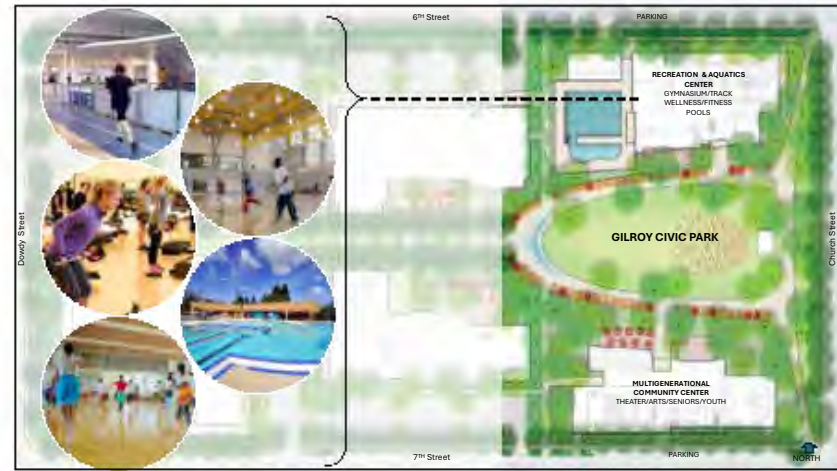 6TH Street
PARKING
RECREATION & AQUATICS
CENTER
GYMNASIUM/TRACK
WELLNESS/FITNESS
POOLS
Dowdy Street
GILROY CIVIC PARK
Church Street
MULTIGENERATIONAL
COMMUNITY CENTER
THEATER/ARTS/SENIORS/YOUTH
7TH Street
PARKING
NORTH